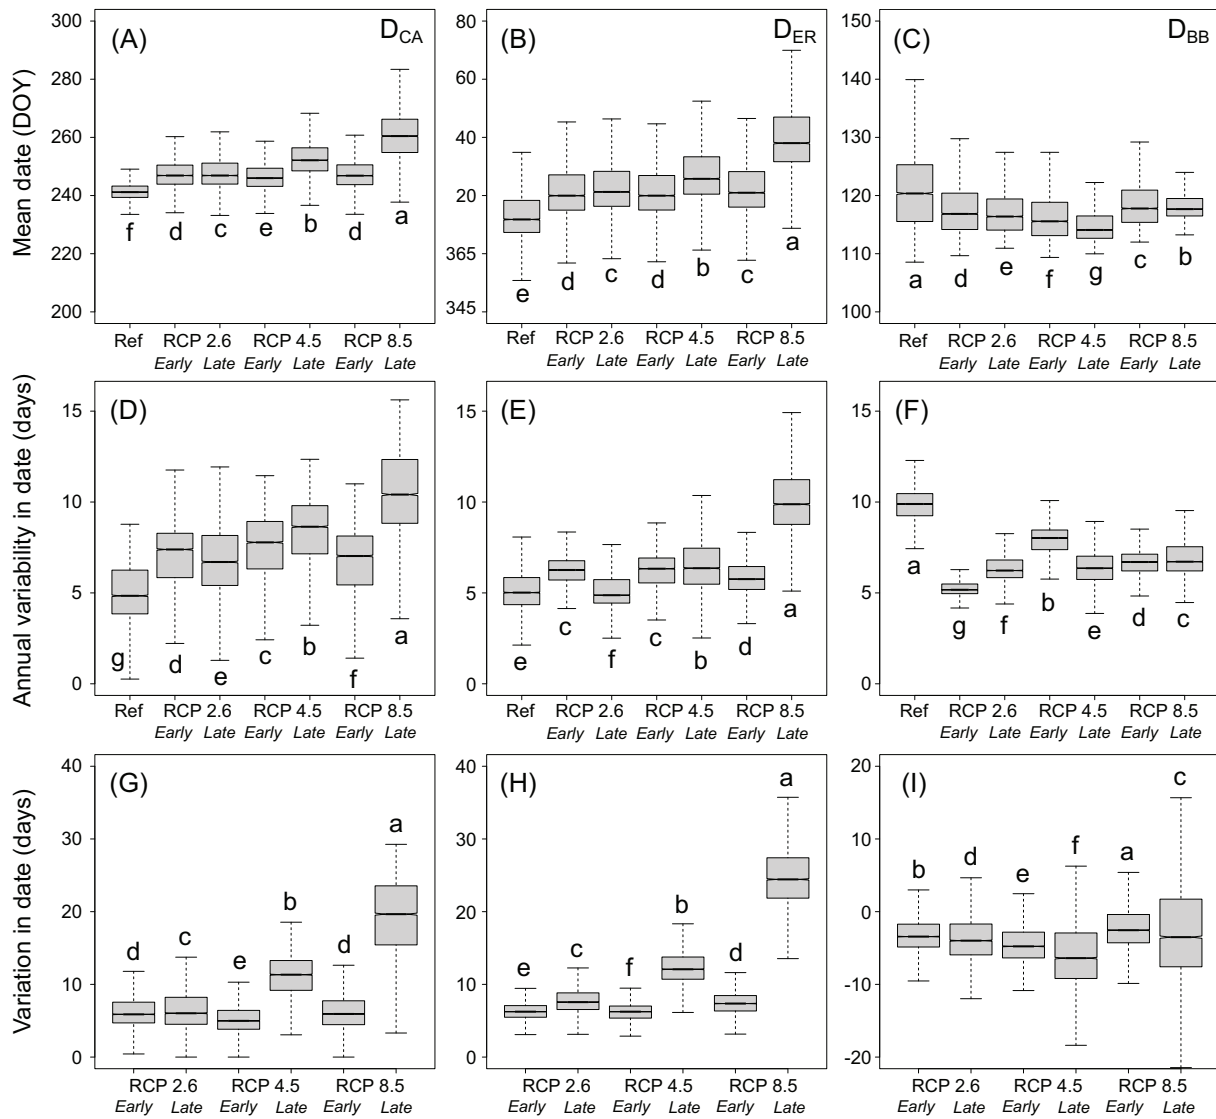 (A) D_CA
Mean date (DOY)
300
280
260
240
220
200
f d c e b d a
Ref RCP 2.6 RCP 4.5 RCP 8.5
Early Late Early Late Early Late
(B) D_ER
80
60
40
20
365
345
e d c d b c a
Ref RCP 2.6 RCP 4.5 RCP 8.5
Early Late Early Late Early Late
(C) D_BB
150
140
130
120
110
100
a d e f g c b
Ref RCP 2.6 RCP 4.5 RCP 8.5
Early Late Early Late Early Late
(D)
Annual variability in date (days)
15
10
5
0
g d e c b f a
Ref RCP 2.6 RCP 4.5 RCP 8.5
Early Late Early Late Early Late
(E)
15
10
5
0
e c f c b d a
Ref RCP 2.6 RCP 4.5 RCP 8.5
Early Late Early Late Early Late
(F)
15
10
5
0
a g f b e d c
Ref RCP 2.6 RCP 4.5 RCP 8.5
Early Late Early Late Early Late
(G)
Variation in date (days)
40
30
20
10
0
d c e b d a
RCP 2.6 RCP 4.5 RCP 8.5
Early Late Early Late Early Late
(H)
40
30
20
10
0
e c f b d a
RCP 2.6 RCP 4.5 RCP 8.5
Early Late Early Late Early Late
(I)
20
10
0
-10
-20
b d e f a c
RCP 2.6 RCP 4.5 RCP 8.5
Early Late Early Late Early Late